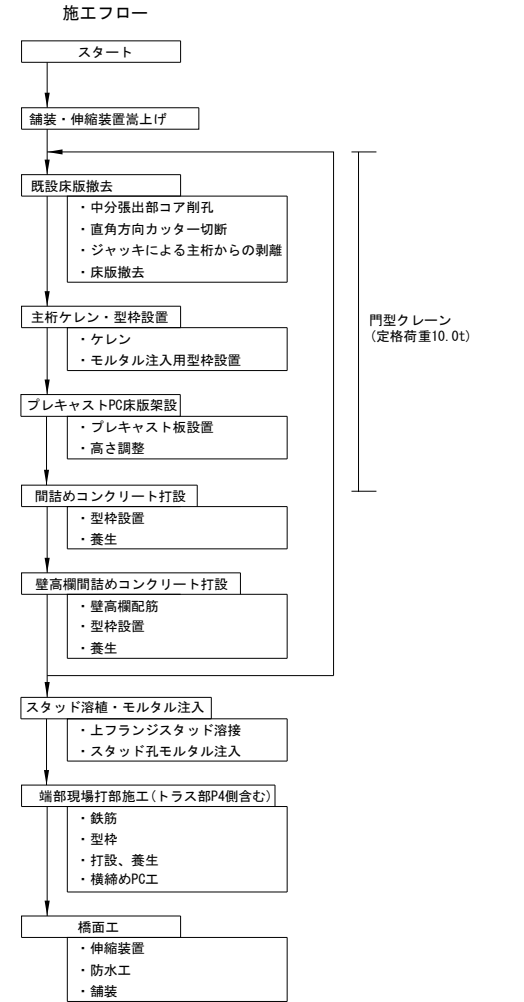 施工フロー
スタート
舗装・伸縮装置嵩上げ
既設床版撤去
・中分張出部コア削孔
・直角方向カッター切断
・ジャッキによる主桁からの剥離
・床版撤去
主桁ケレン・型枠設置
・ケレン
・モルタル注入用型枠設置
プレキャストPC床版架設
・プレキャスト板設置
・高さ調整
門型クレーン
(定格荷重10.0t)
間詰めコンクリート打設
・型枠設置
・養生
壁高欄間詰めコンクリート打設
・壁高欄配筋
・型枠設置
・養生
スタッド溶植・モルタル注入
・上フランジスタッド溶接
・スタッド孔モルタル注入
端部現場打部施工(トラス部P4側含む)
・鉄筋
・型枠
・打設、養生
・横締めPC工
橋面工
・伸縮装置
・防水工
・舗装